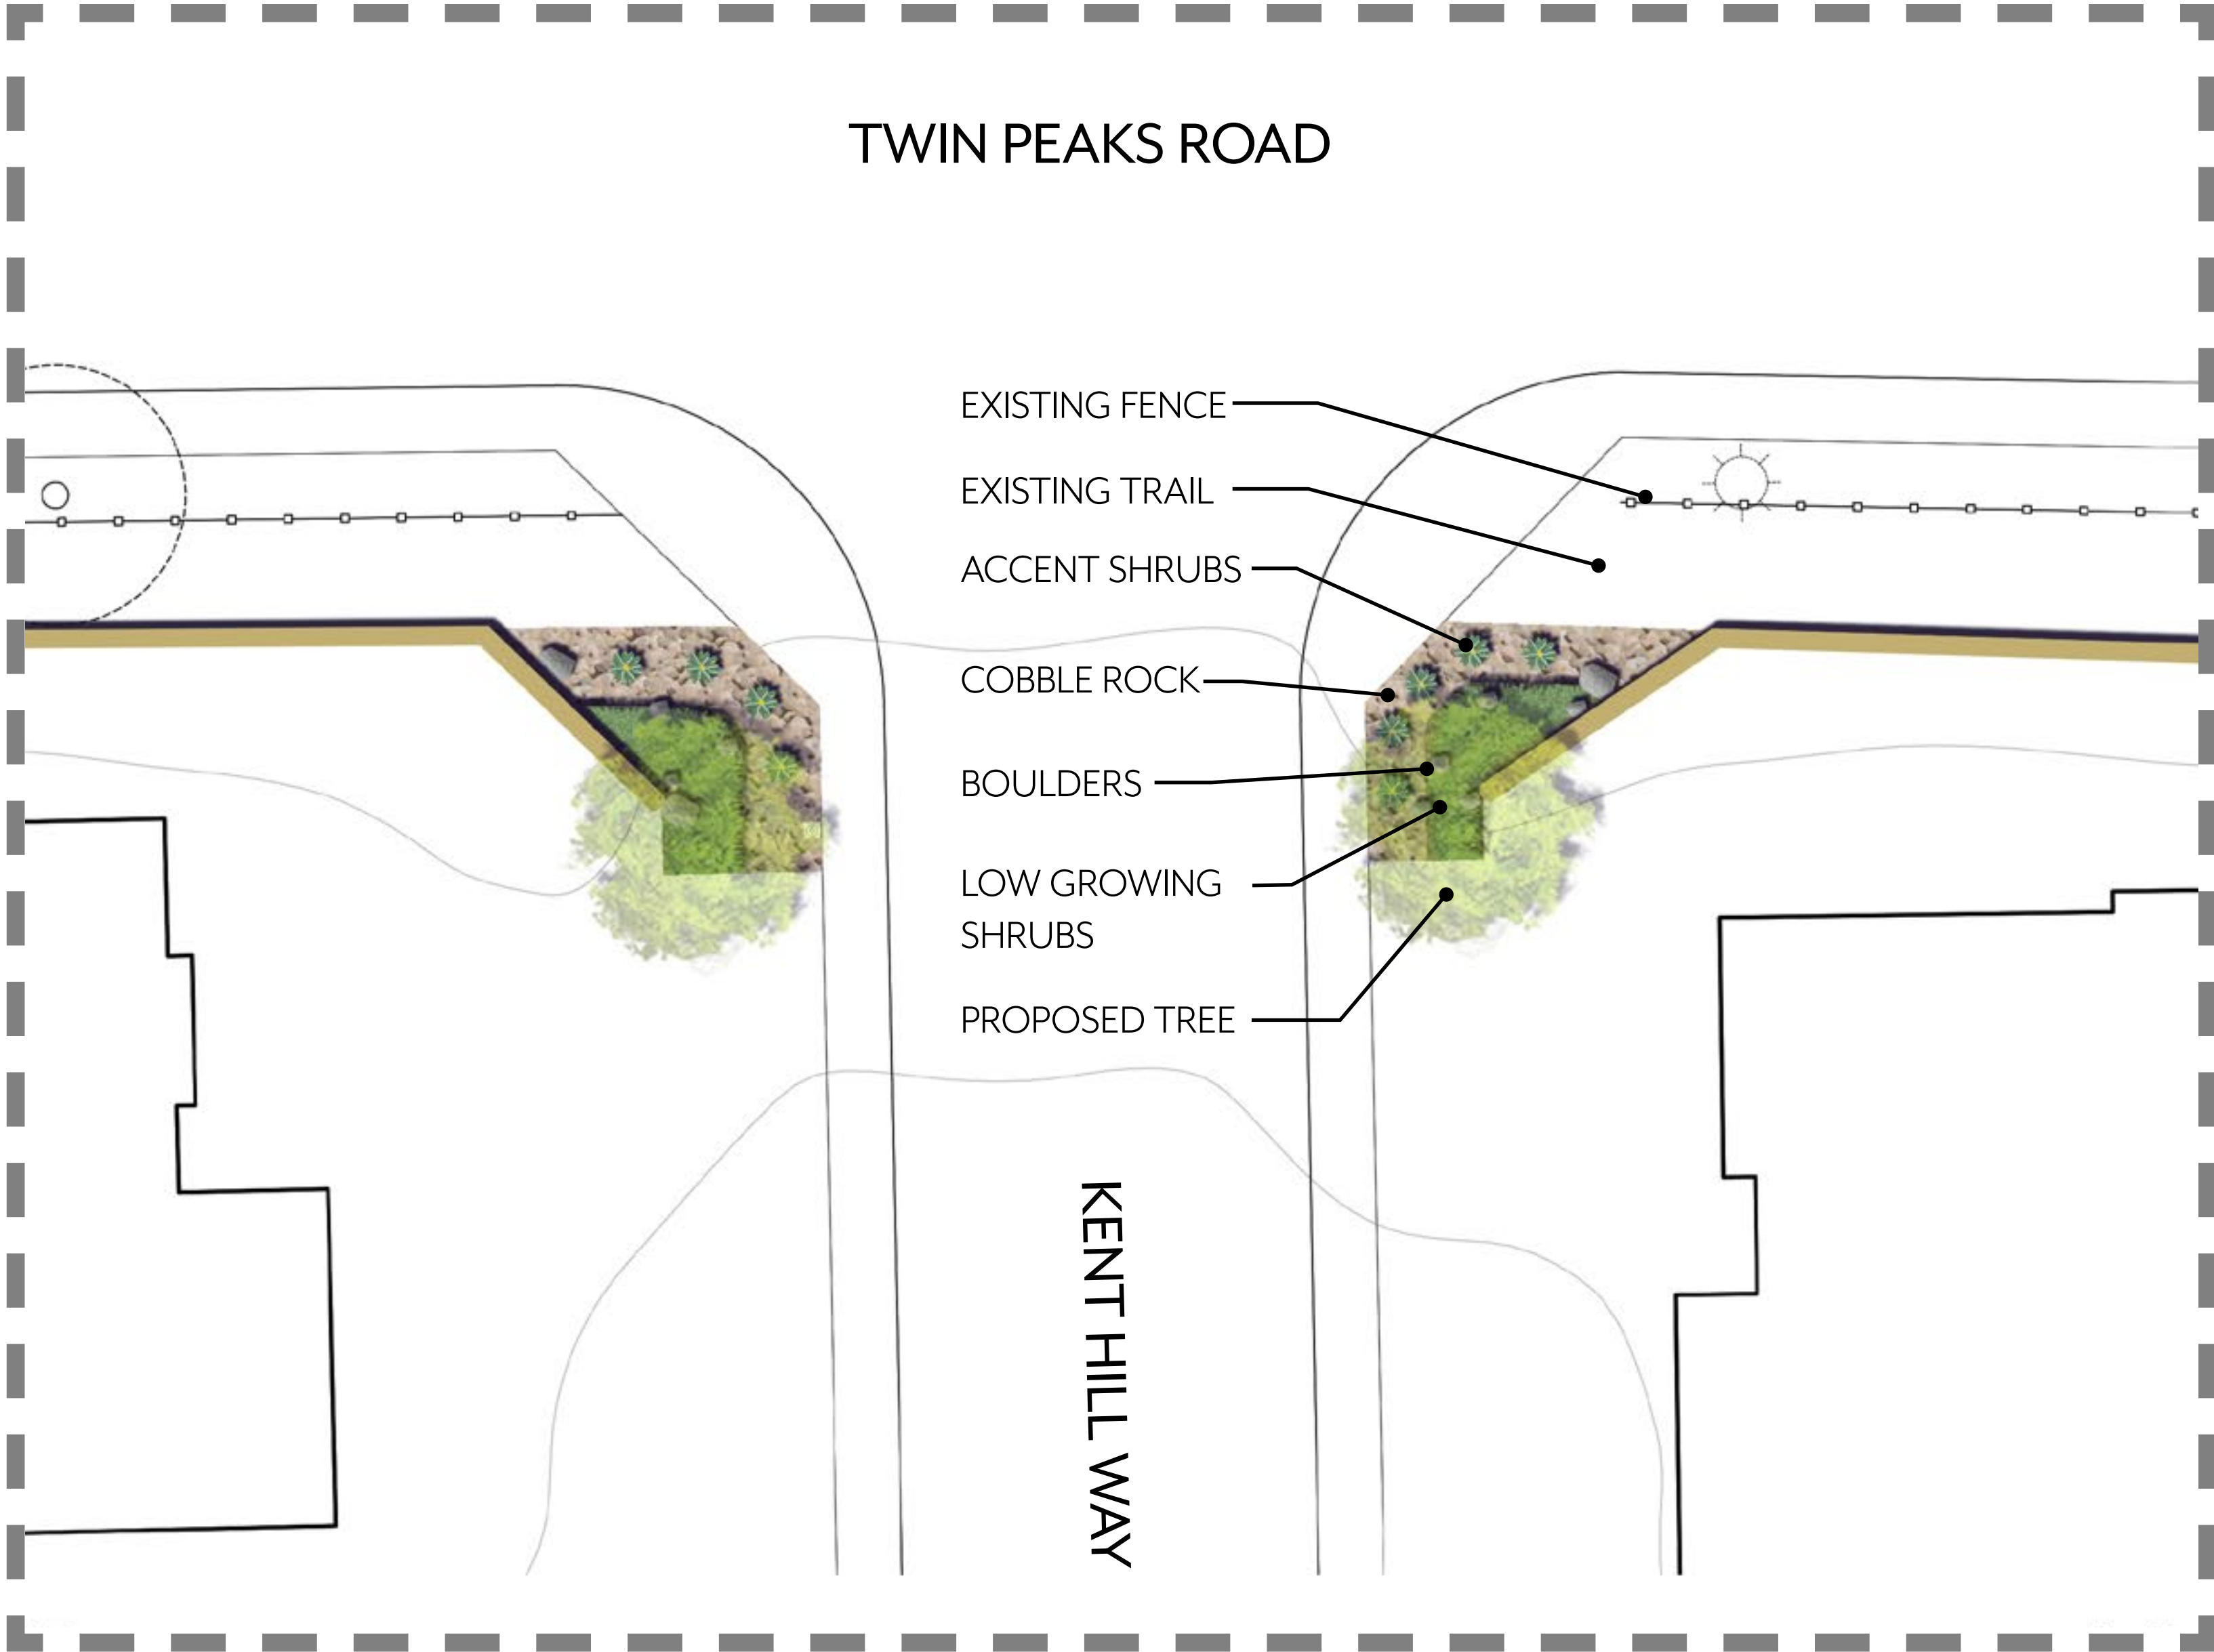 TWIN PEAKS ROAD
EXISTING FENCE
EXISTING TRAIL
ACCENT SHRUBS
COBBLE ROCK
BOULDERS
LOW GROWING
SHRUBS
PROPOSED TREE
KENT HILL WAY